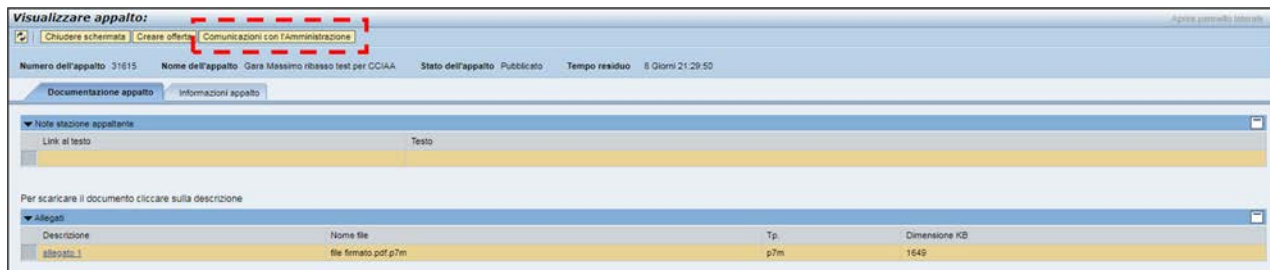 Visualizzare appalto:
Aprire pannello laterale
Chiudere schermata Creare offerta Comunicazioni con l'Amministrazione
Numero dell'appalto 31615 Nome dell'appalto Gara Massimo ribasso test per CCIAA Stato dell'appalto Pubblicato Tempo residuo 8 Giorni 21:29:50
Documentazione appalto Informazioni appalto
Note stazione appaltante
Link al testo Testo
Per scaricare il documento cliccare sulla descrizione
Allegati
Descrizione Nome file Tp. Dimensione KB
allegato 1 file firmato.pdf.p7m p7m 1649